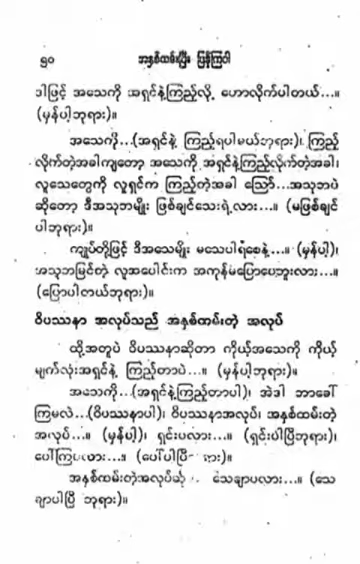 ၅၀ အနှစ်ထမ်းပြီး ပြန်ကြပါ
ဒါဖြင့် အသေကို အရှင်နဲ့ကြည့်လို့ ဟောလိုက်ပါတယ်...။
(မှန်ပါ့ဘုရား)။
အသေကို...(အရှင်နဲ့ ကြည့်ရပါမယ်ဘုရား)၊ ကြည့်
လိုက်တဲ့အခါကျတော့ အသေကို အရှင်နဲ့ကြည့်လိုက်တဲ့အခါ၊
လူသေတွေကို လူရှင်က ကြည့်တဲ့အခါ ဩော်...အသုဘပဲ
ဆိုတော့ ဒီအသုဘမျိုး ဖြစ်ချင်သေးရဲ့လား...။ (မဖြစ်ချင်
ပါဘုရား)။
ကျုပ်တို့ဖြင့် ဒီအသေမျိုး မသေပါရစေနဲ့...။ (မှန်ပါ့)၊
အသုဘမြင်တဲ့ လူအပေါင်းက အကုန်မပြောပေဘူးလား...။
(ပြောပါတယ်ဘုရား)။
ဝိပဿနာ အလုပ်သည် အနှစ်ထမ်းတဲ့ အလုပ်
ထို့အတူပဲ ဝိပဿနာဆိုတာ ကိုယ့်အသေကို ကိုယ့်
မျက်လုံးအရှင်နဲ့ ကြည့်တာပဲ...။ (မှန်ပါ့ဘုရား)။
အသေကို...(အရှင်နဲ့ကြည့်တာပါ)၊ အဲဒါ ဘာခေါ်
ကြမလဲ...(ဝိပဿနာပါ)၊ ဝိပဿနာအလုပ်၊ အနှစ်ထမ်းတဲ့
အလုပ်...။ (မှန်ပါ့)၊ ရှင်းပလား...။ (ရှင်းပါပြီဘုရား)၊
ပေါ်ကြပလား...။ (ပေါ်ပါပြီ
အနှစ်ထမ်းတဲ့အလုပ်ဆို သေချာပလား...။ (သေ
ချာပါပြီ ဘုရား)။